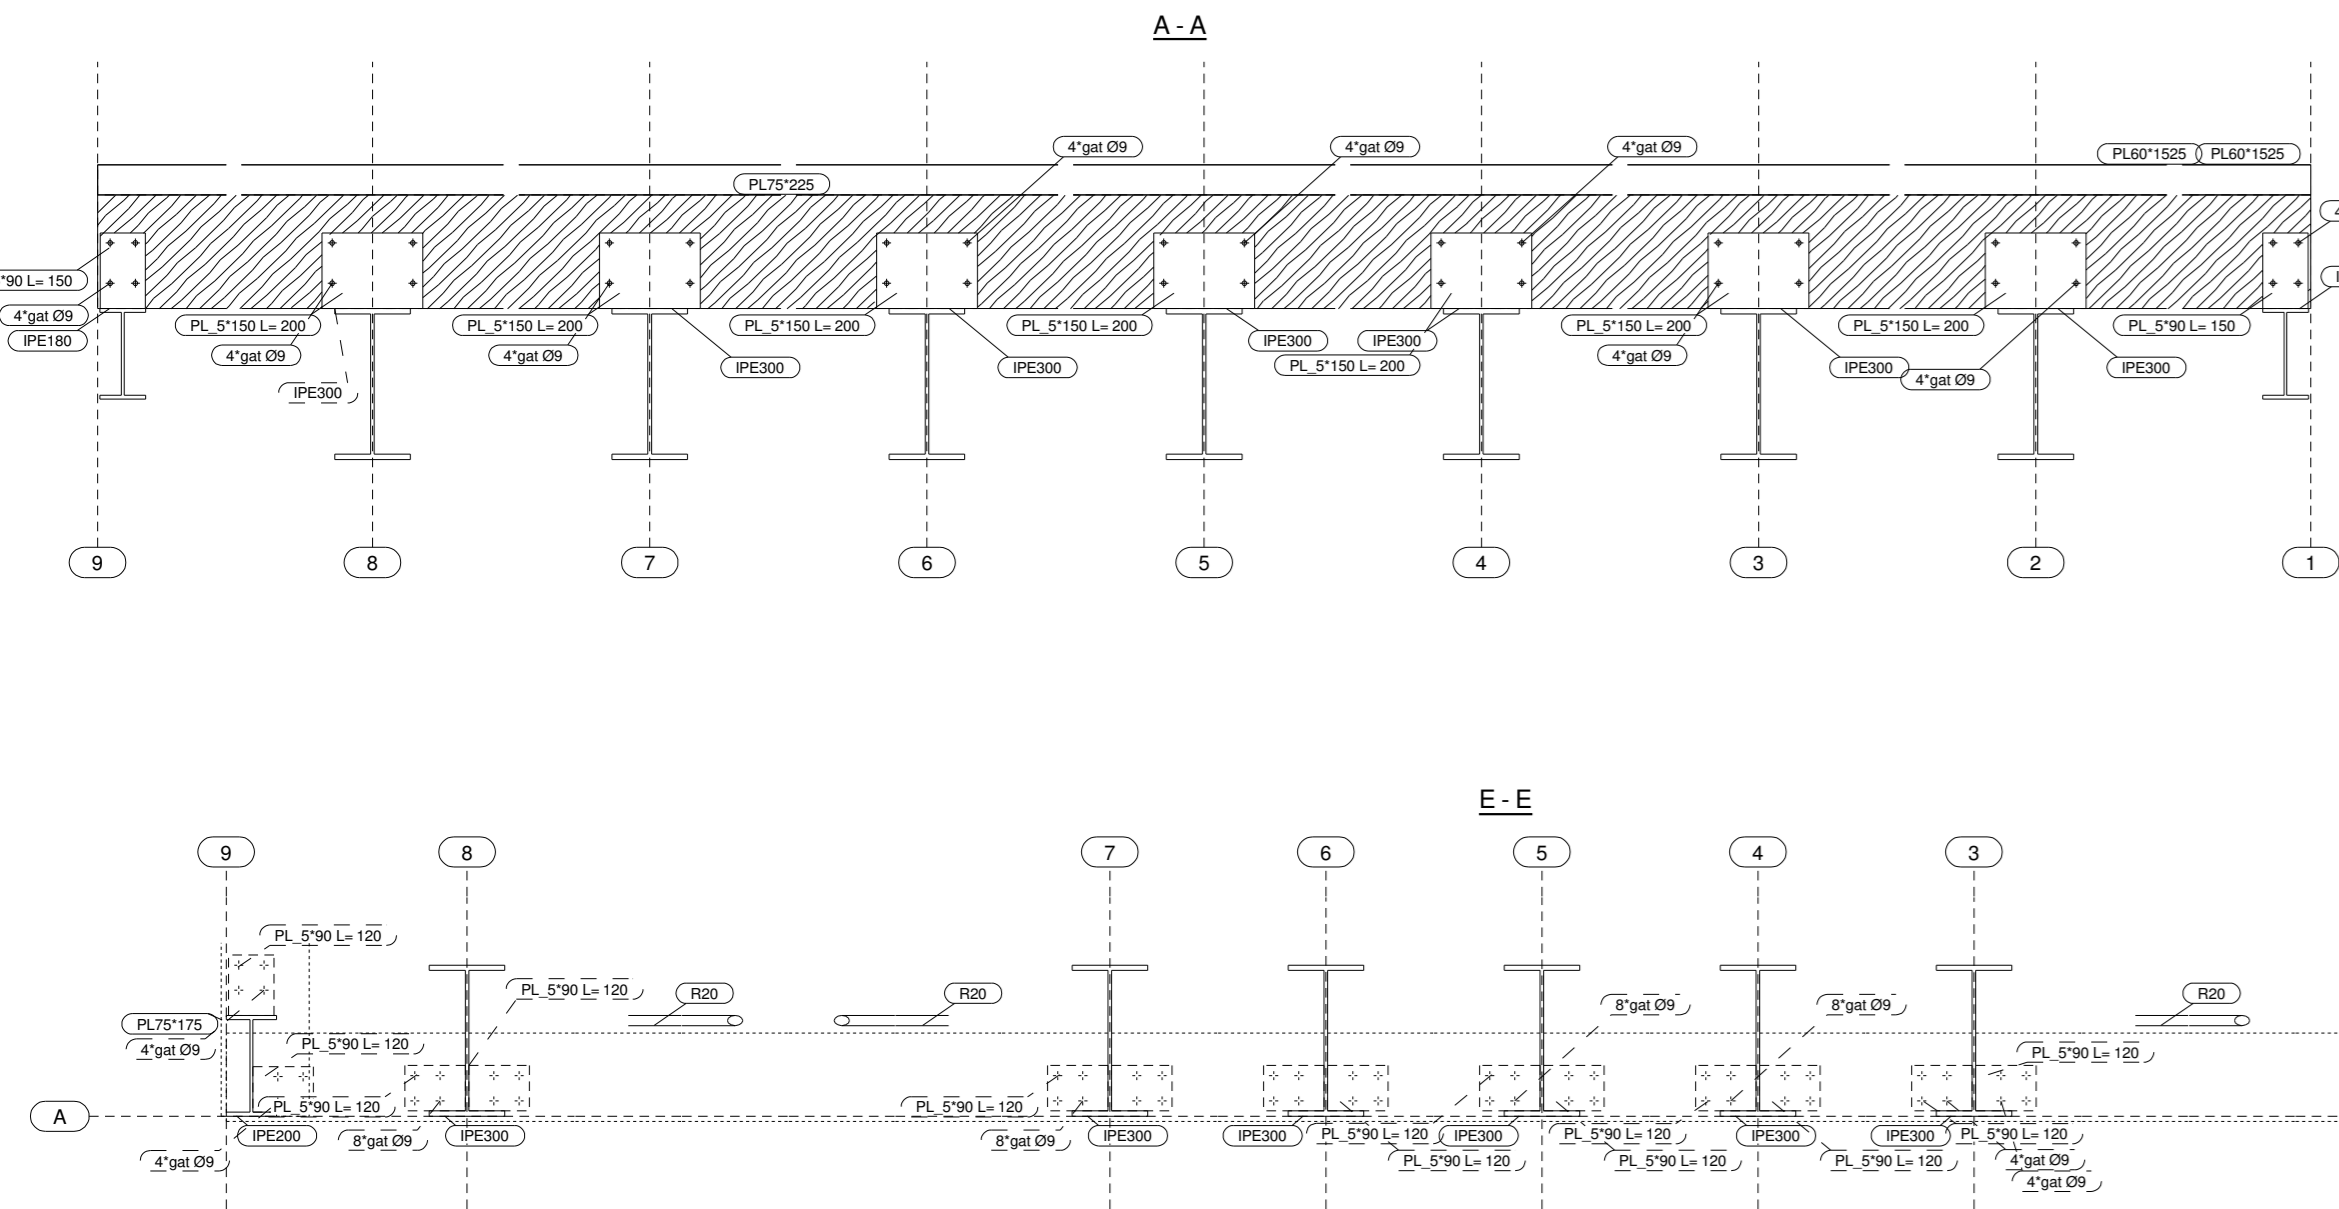 A - A
4*gat Ø9
4*gat Ø9
4*gat Ø9
PL60*1525 PL60*1525
PL75*225
*90 L= 150
4*gat Ø9
IPE180
PL_5*150 L= 200
4*gat Ø9
IPE300
PL_5*150 L= 200
4*gat Ø9
IPE300
PL_5*150 L= 200
IPE300
PL_5*150 L= 200
IPE300
IPE300
PL_5*150 L= 200
PL_5*150 L= 200
4*gat Ø9
IPE300
PL_5*150 L= 200
4*gat Ø9
IPE300
PL_5*90 L= 150
9 8 7 6 5 4 3 2 1
E - E
9 8 7 6 5 4 3
PL_5*90 L= 120
PL_5*90 L= 120
R20
R20
R20
8*gat Ø9
8*gat Ø9
PL75*175
4*gat Ø9
PL_5*90 L= 120
PL_5*90 L= 120
A
PL_5*90 L= 120
PL_5*90 L= 120
IPE200
8*gat Ø9
IPE300
8*gat Ø9
IPE300
IPE300
PL_5*90 L= 120
IPE300
PL_5*90 L= 120
IPE300
IPE300
PL_5*90 L= 120
4*gat Ø9
PL_5*90 L= 120
PL_5*90 L= 120
PL_5*90 L= 120
4*gat Ø9
4*gat Ø9